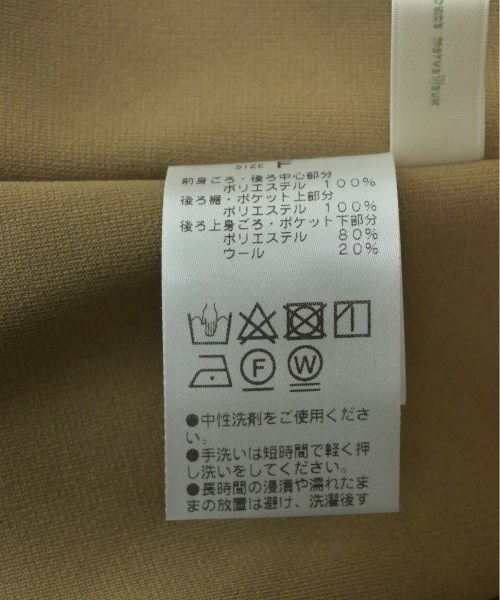 SIZE
前身ごろ・後ろ中心部分
ポリエステル 100%
後ろ裾・ポケット上部分
ポリエステル 100%
後ろ上身ごろ・ポケット下部分
ポリエステル 80%
ウール 20%
F W
●中性洗剤をご使用くださ
い。
●手洗いは短時間で軽く押
し洗いをしてください。
●長時間の浸漬や濡れたま
まの放置は避け、洗濯後す